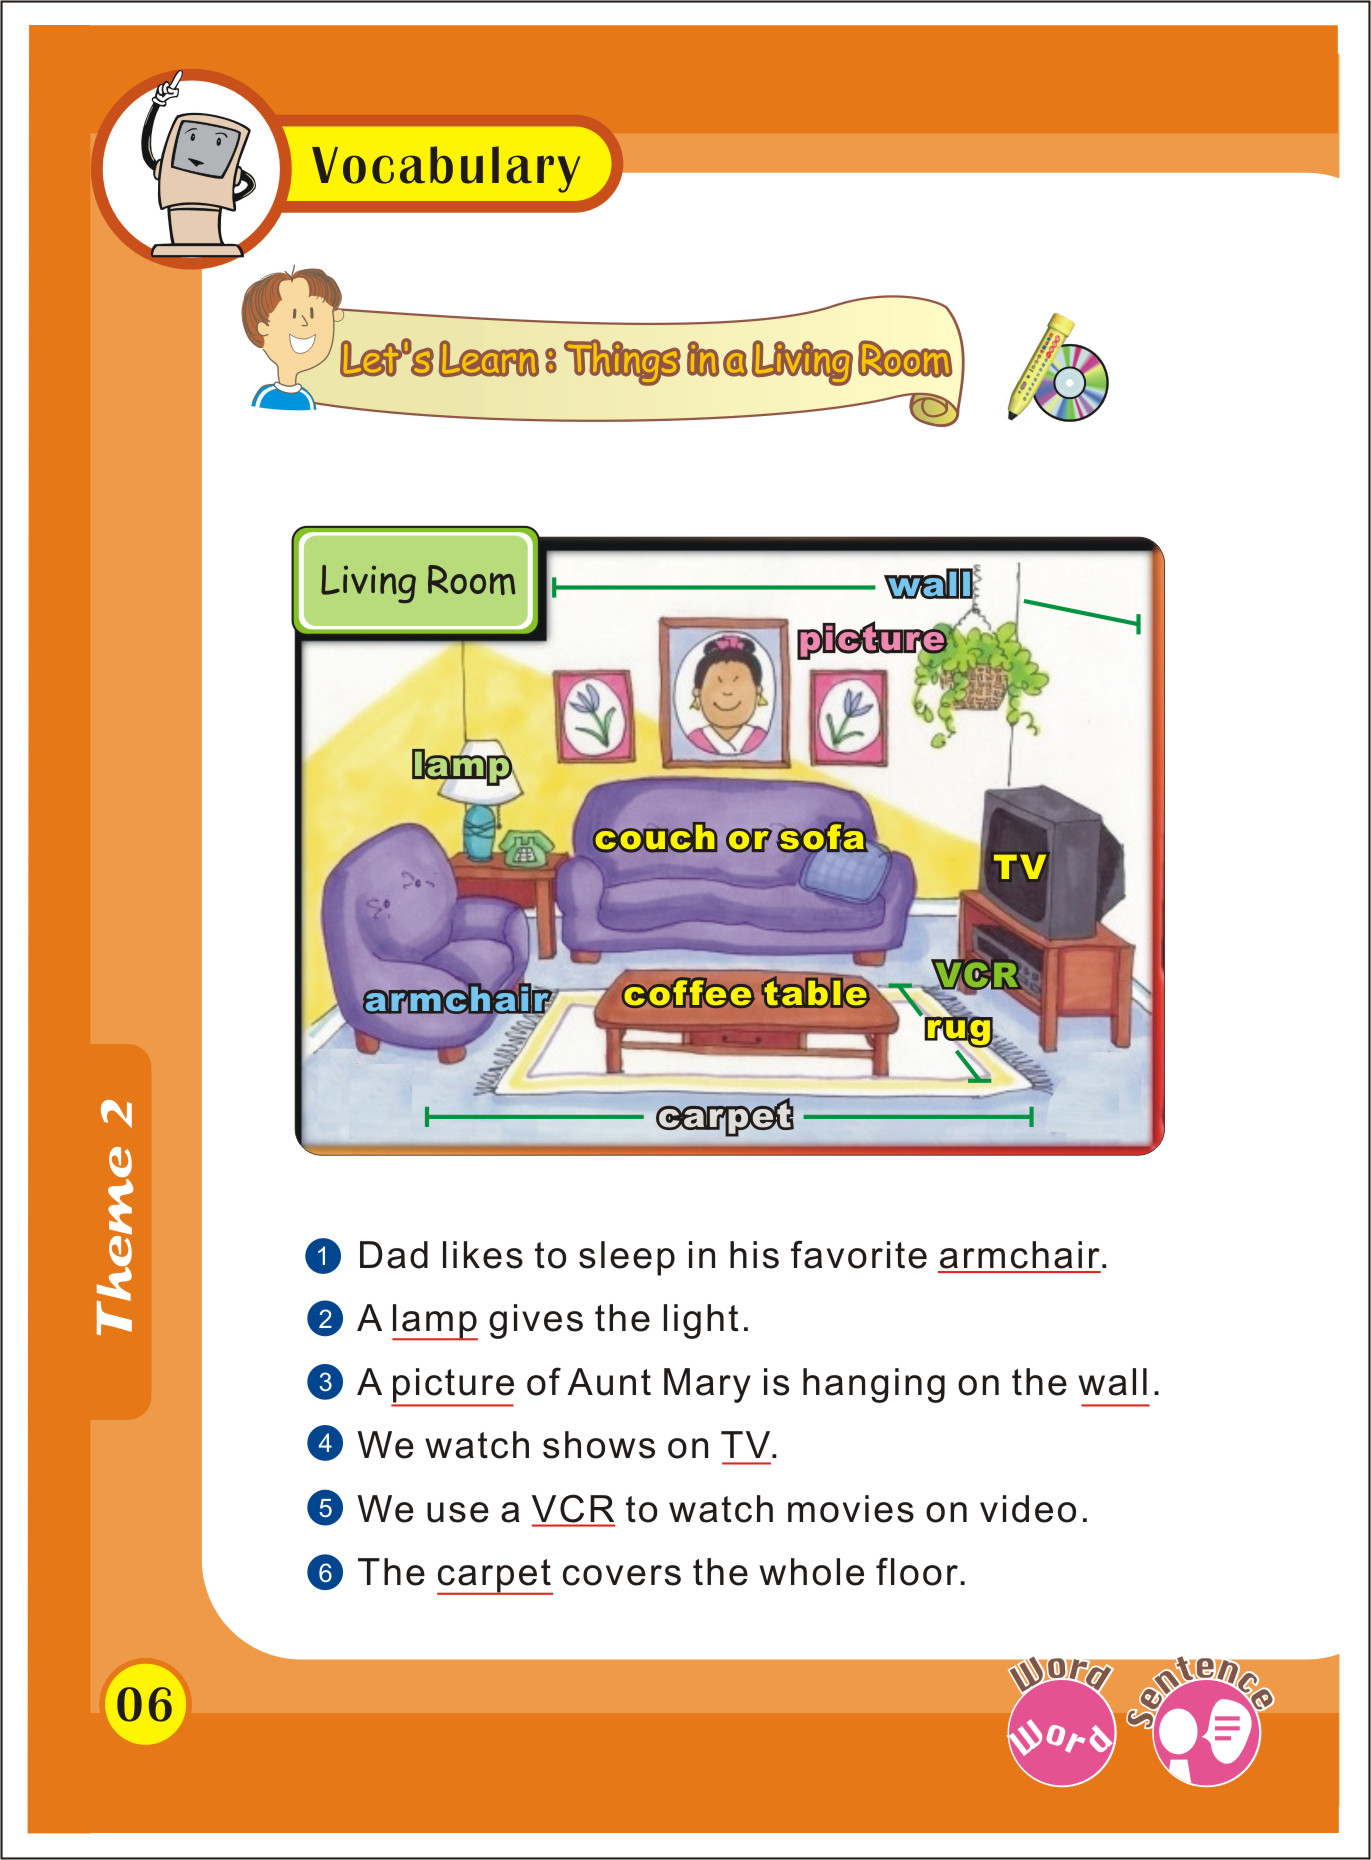 Vocabulary
Let's Learn : Things in a Living Room
Living Room
wall
picture
lamp
couch or sofa
TV
VCR
armchair
coffee table
rug
carpet
1 Dad likes to sleep in his favorite armchair.
2 A lamp gives the light.
3 A picture of Aunt Mary is hanging on the wall.
4 We watch shows on TV.
5 We use a VCR to watch movies on video.
6 The carpet covers the whole floor.
Theme 2
06
Word
Word
Sentence